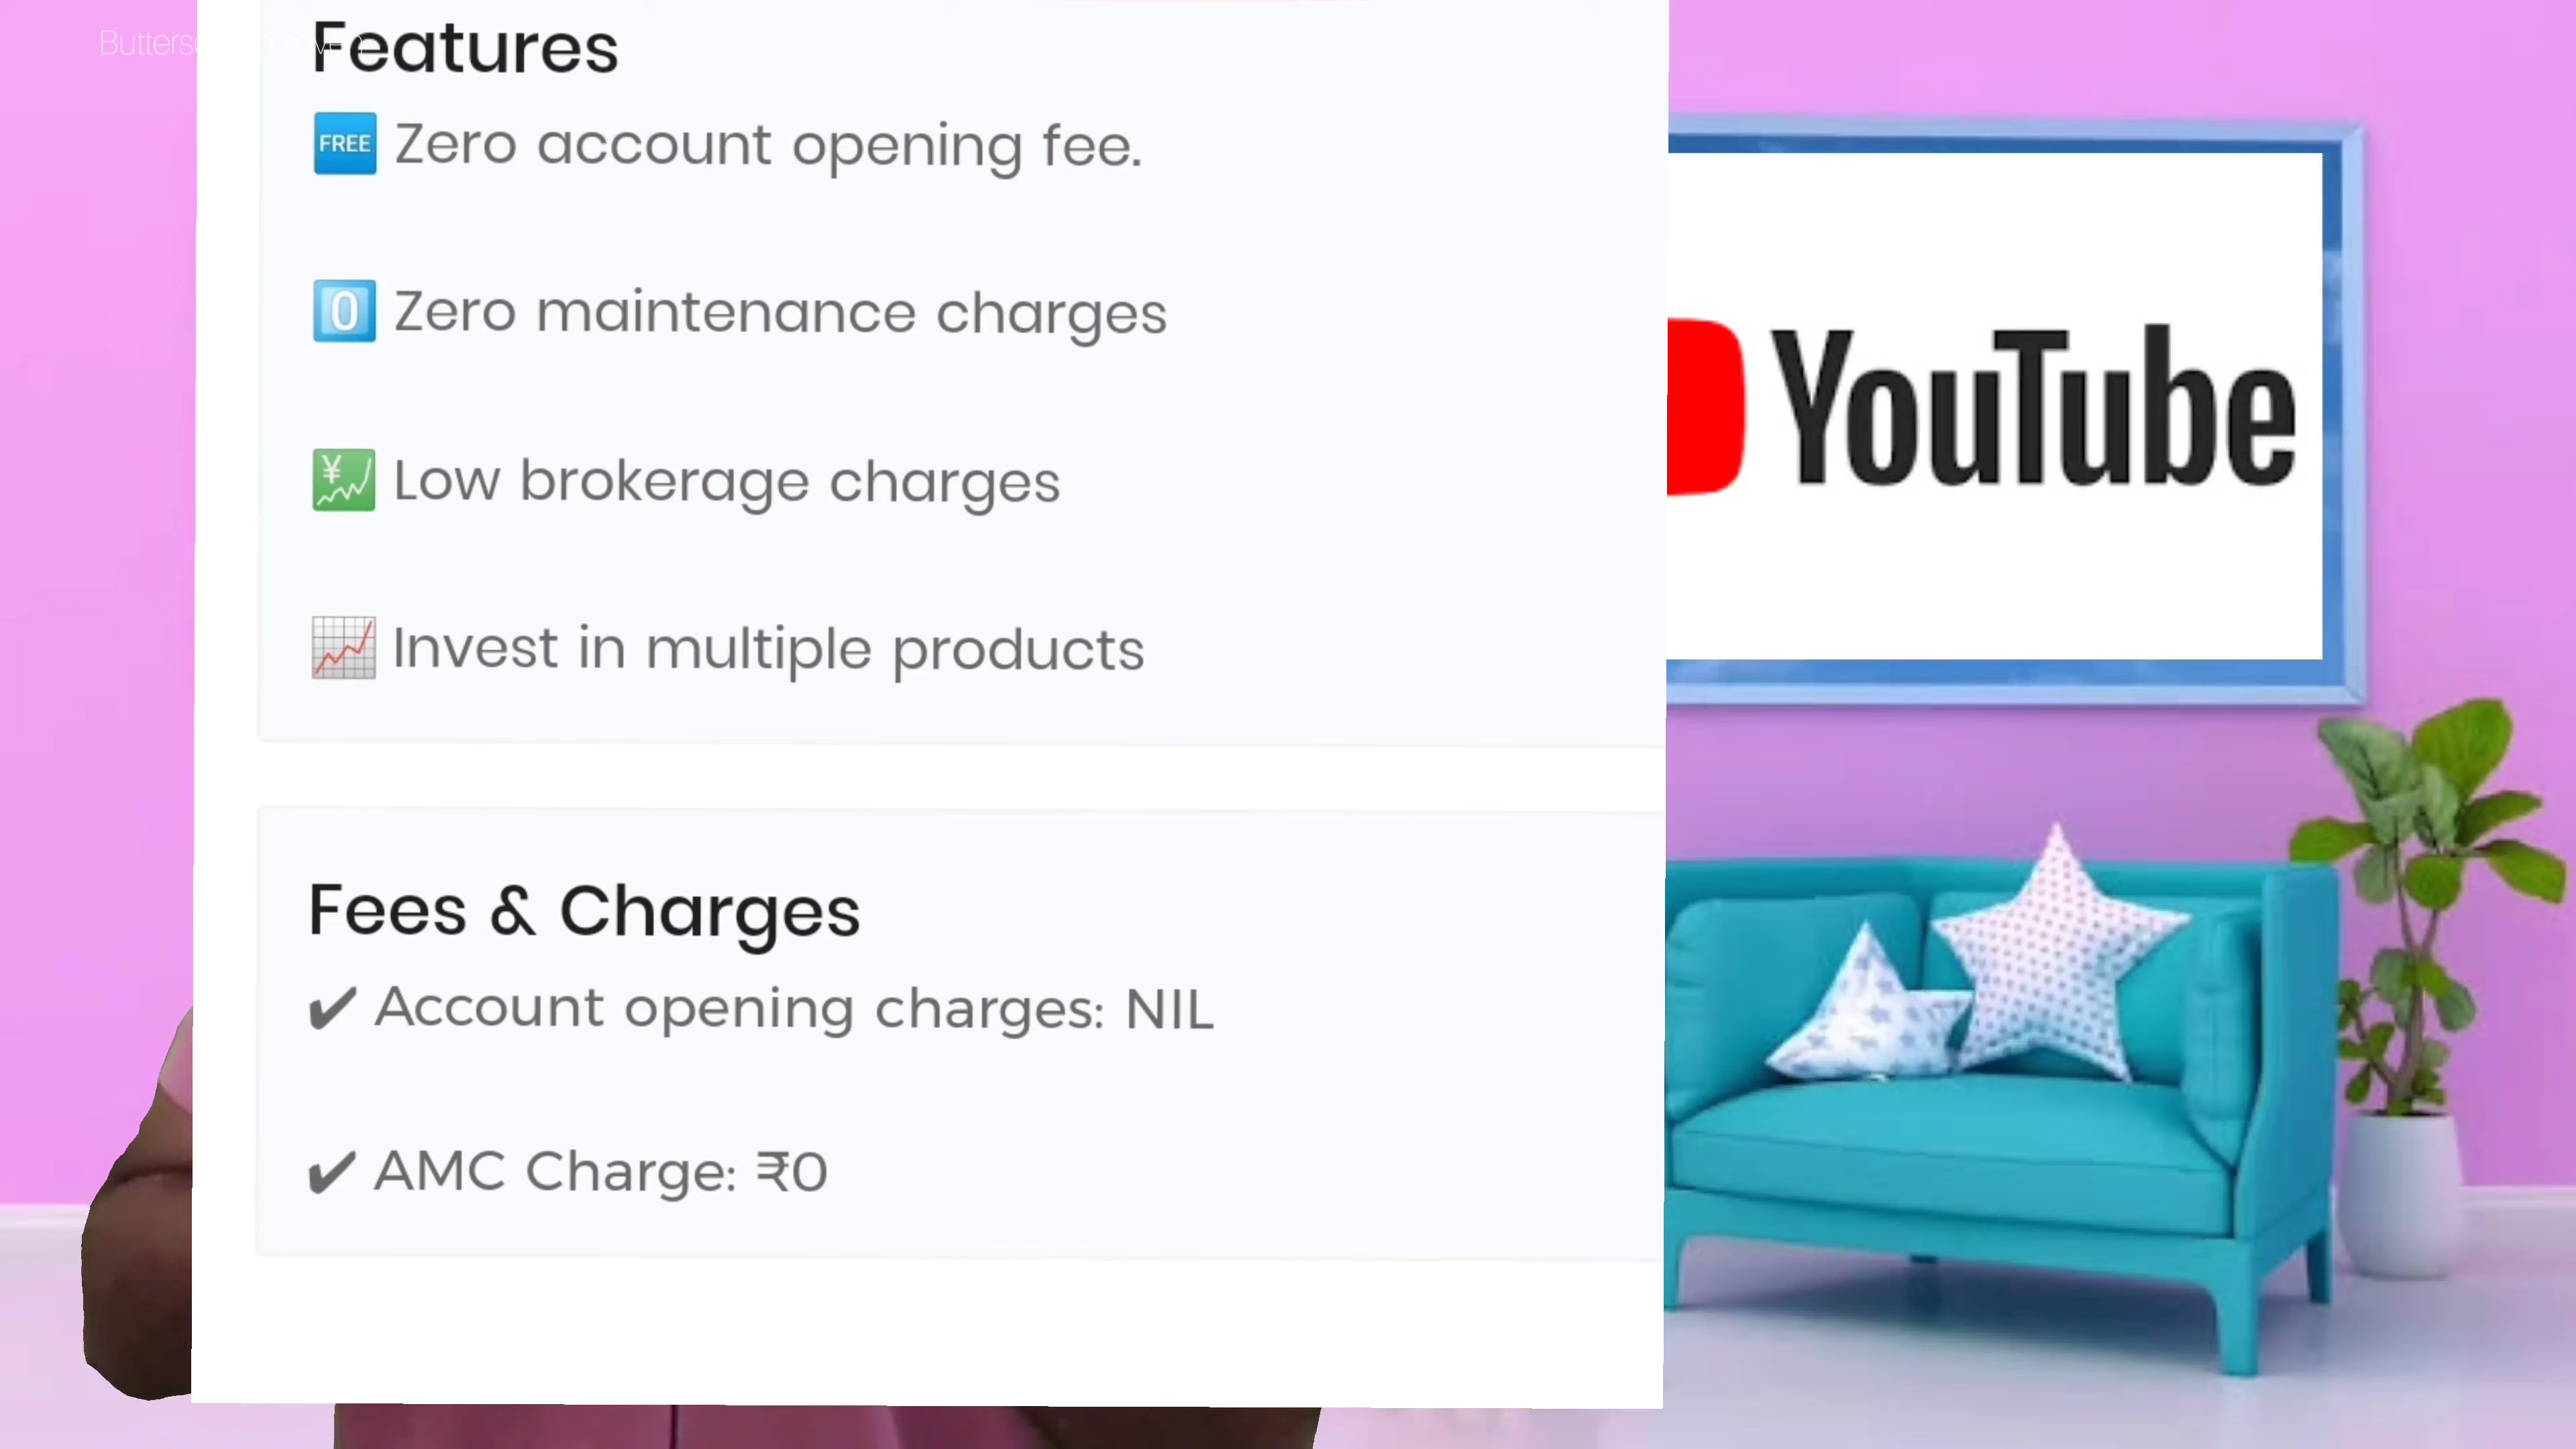 Features
FREE Zero account opening fee.
0 Zero maintenance charges
Low brokerage charges
Invest in multiple products
Fees & Charges
✔ Account opening charges: NIL
✔ AMC Charge: ₹0
YouTube